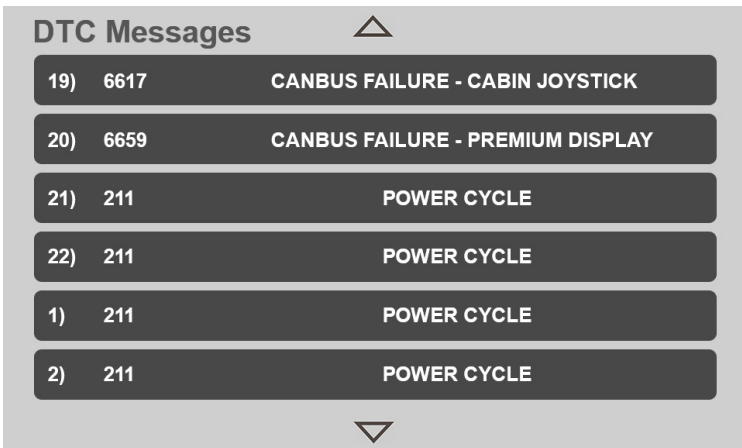 DTC Messages
19) 6617 CANBUS FAILURE - CABIN JOYSTICK
20) 6659 CANBUS FAILURE - PREMIUM DISPLAY
21) 211 POWER CYCLE
22) 211 POWER CYCLE
1) 211 POWER CYCLE
2) 211 POWER CYCLE